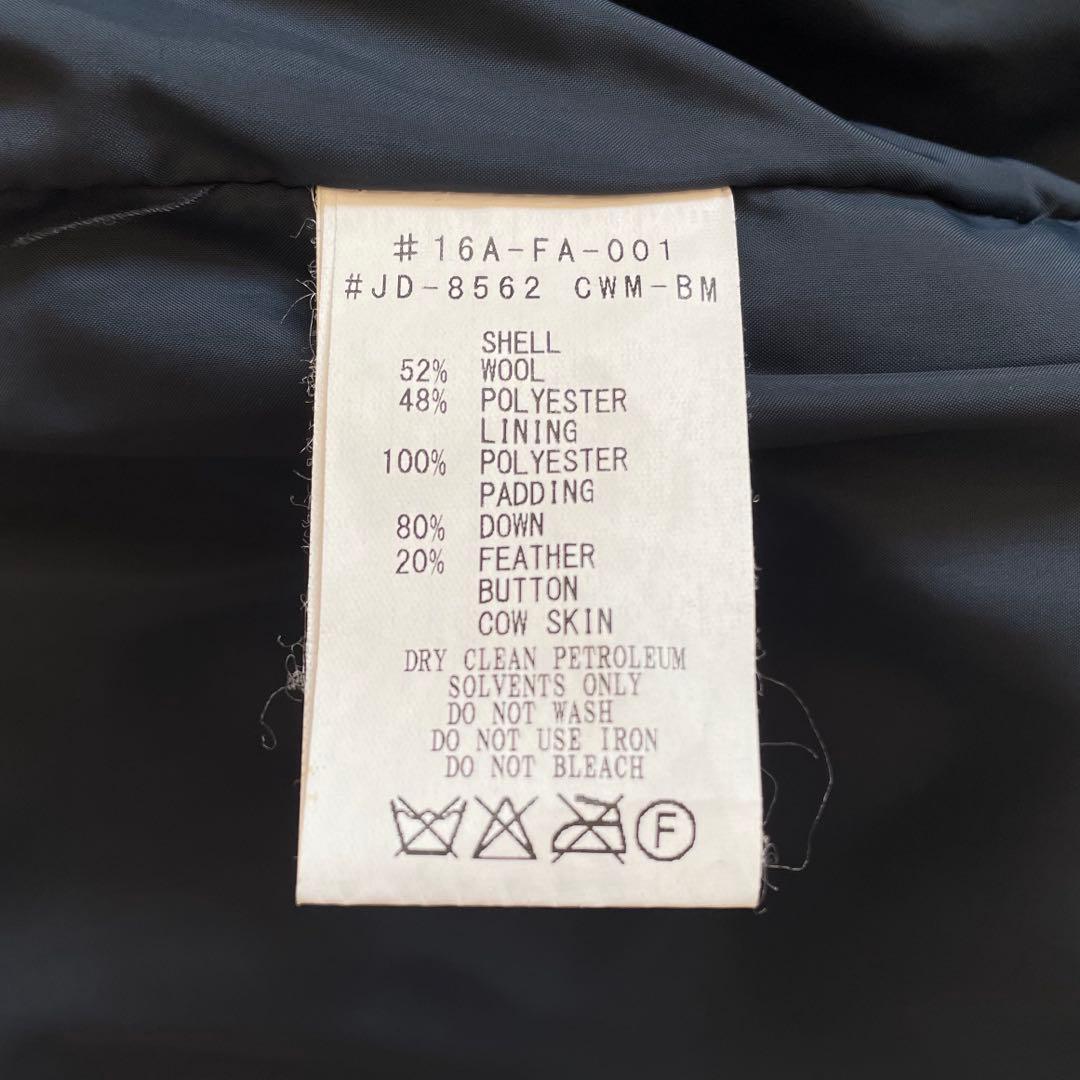 #16A-FA-001
#JD-8562 CWM-BM
SHELL
52% WOOL
48% POLYESTER
LINING
100% POLYESTER
PADDING
80% DOWN
20% FEATHER
BUTTON
COW SKIN
DRY CLEAN PETROLEUM
SOLVENTS ONLY
DO NOT WASH
DO NOT USE IRON
DO NOT BLEACH
F